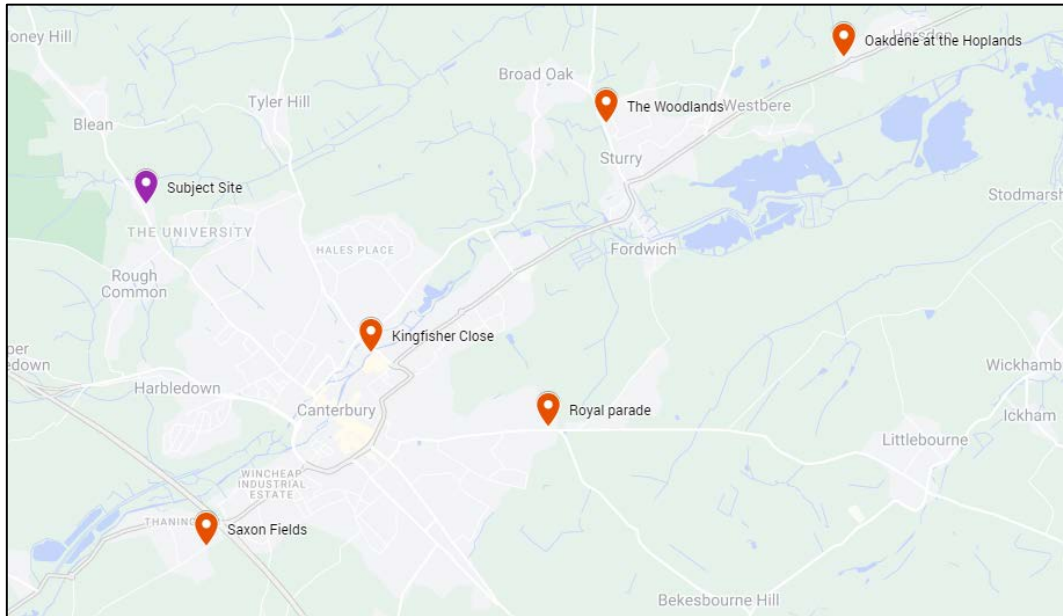 oney Hill
Hersden
Oakdene at the Hoplands
Broad Oak
Tyler Hill
The Woodlands
Westbere
Blean
Sturry
Subject Site
Stodmarsh
THE UNIVERSITY
HALES PLACE
Fordwich
Rough
Common
Kingfisher Close
per
ledown
Wickhamb
Harbledown
Canterbury
Royal parade
Ickham
Littlebourne
WINCHEAP
INDUSTRIAL
ESTATE
THANING
Saxon Fields
Bekesbourne Hill